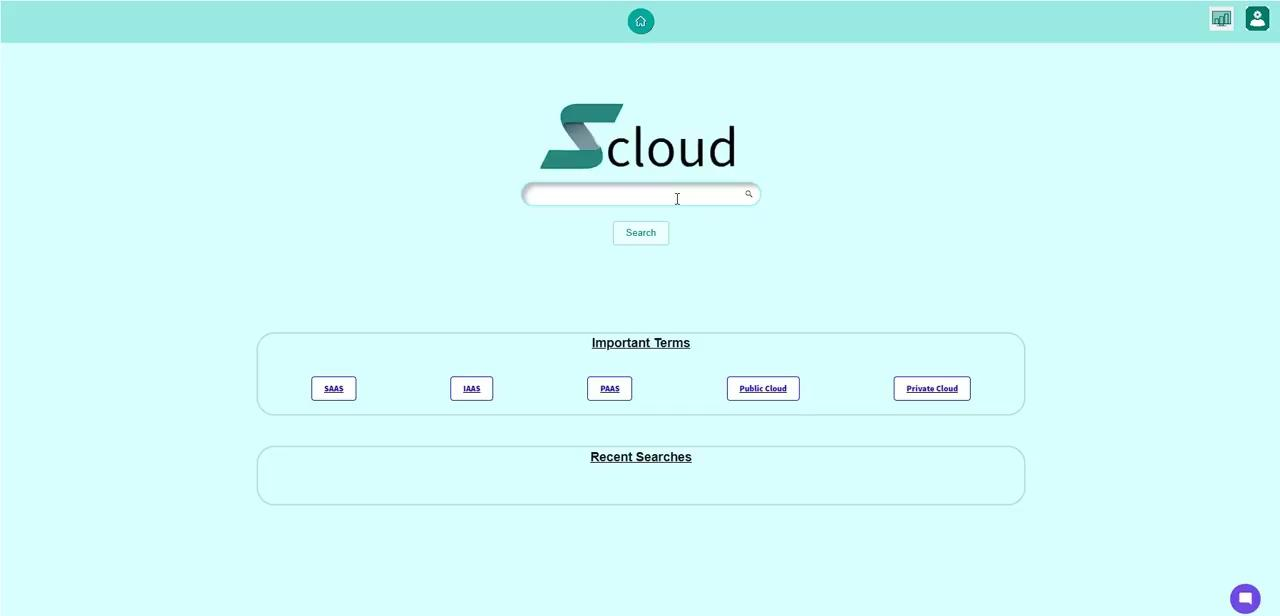 Scloud
Search
Important Terms
SAAS IAAS PAAS Public Cloud Private Cloud
Recent Searches